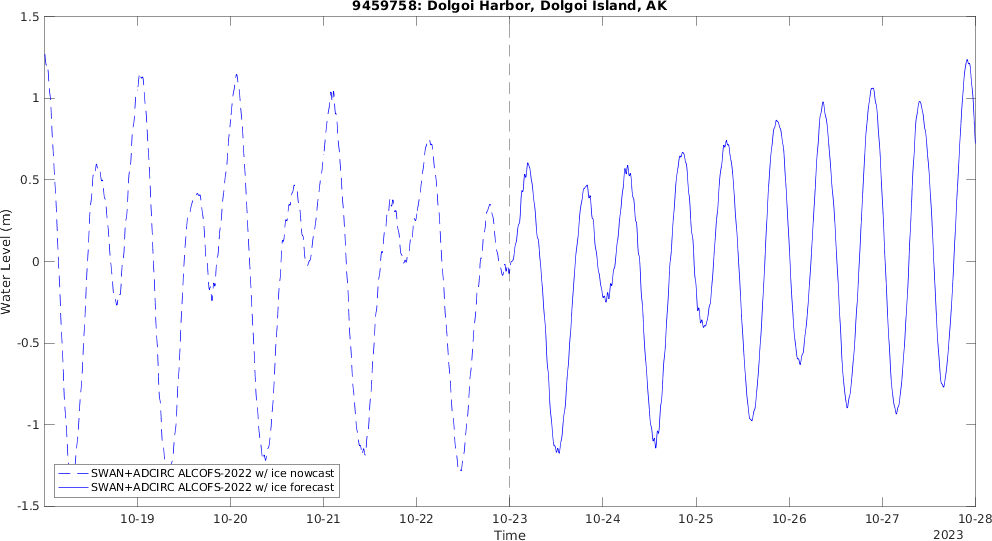 9459758: Dolgoi Harbor, Dolgoi Island, AK
1.5
1
0.5
0
-0.5
-1
-1.5
Water Level (m)
SWAN+ADCIRC ALCOFS-2022 w/ ice nowcast
SWAN+ADCIRC ALCOFS-2022 w/ ice forecast
10-19 10-20 10-21 10-22 10-23 10-24 10-25 10-26 10-27 10-28
Time
2023